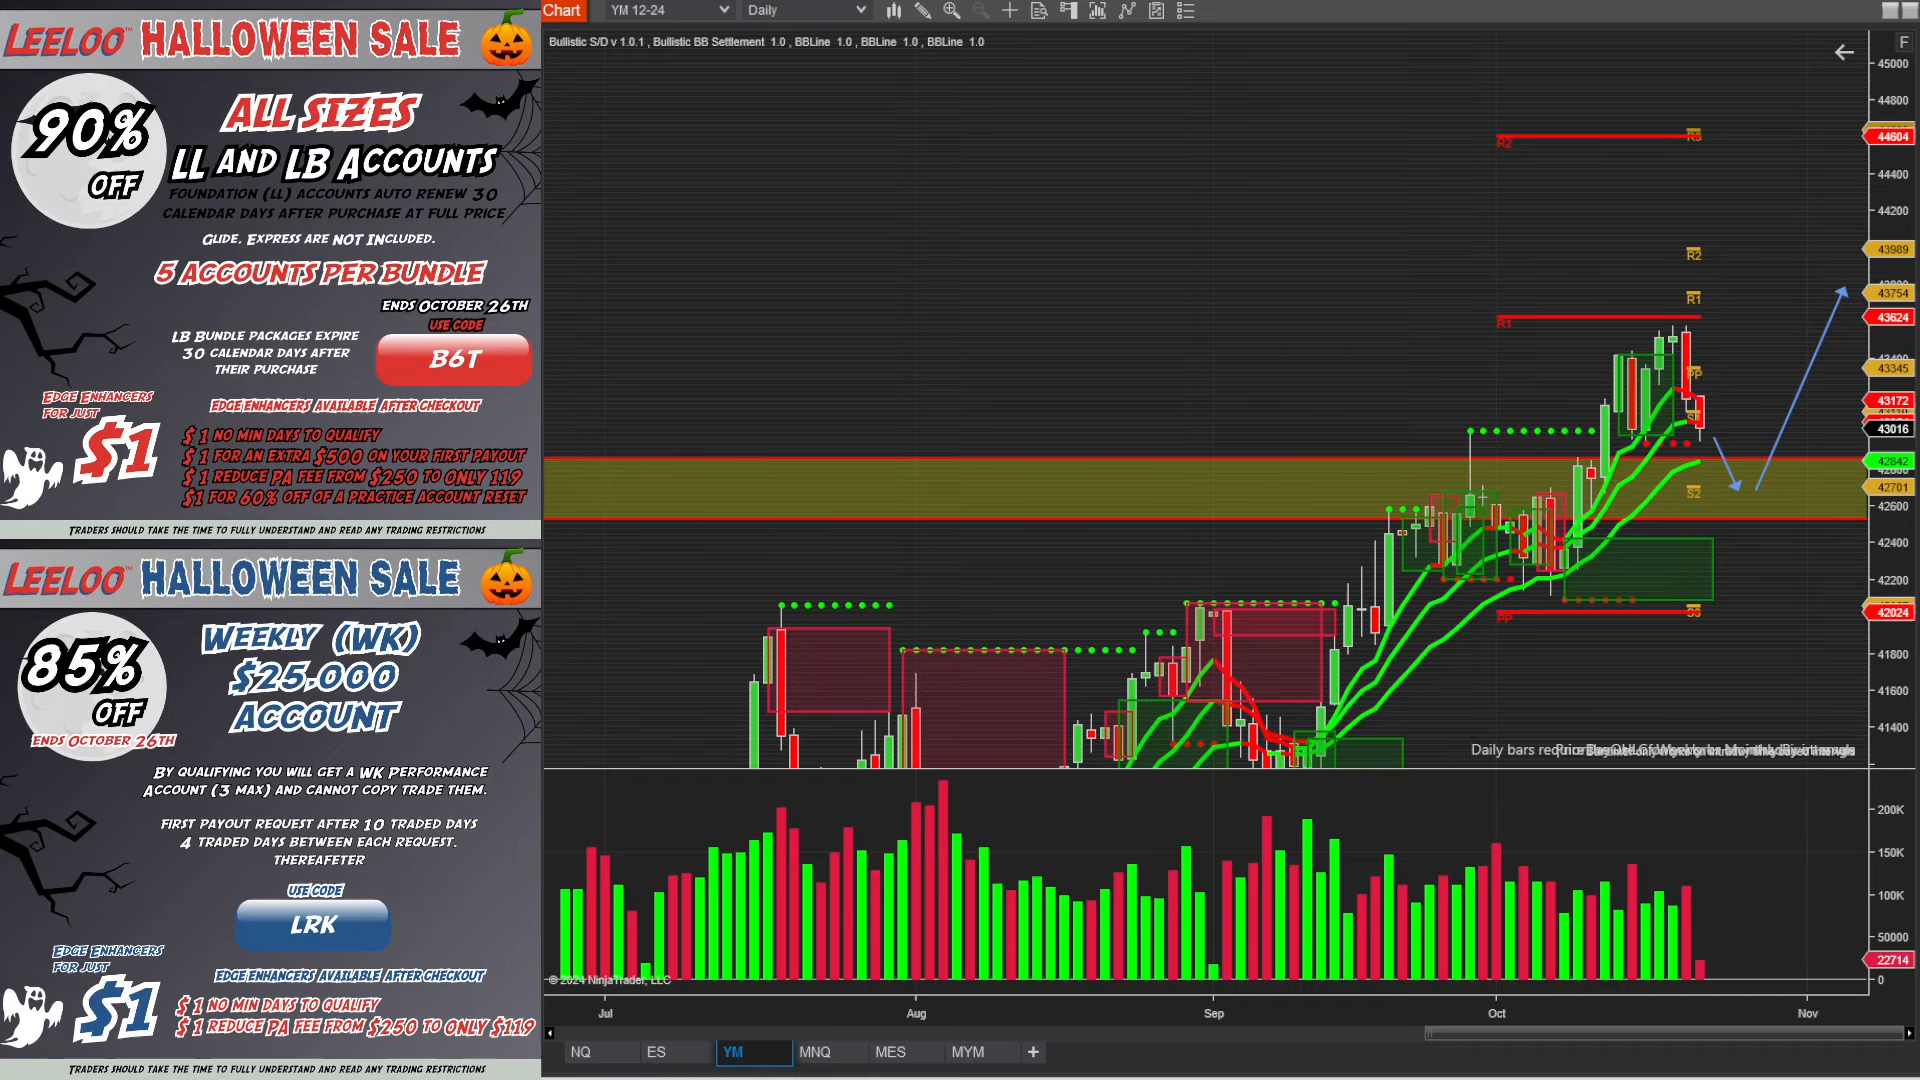 LEELOO™ HALLOWEEN SALE
90% OFF
ALL SIZES
LL AND LB ACCOUNTS
FOUNDATION (LL) ACCOUNTS AUTO RENEW 30
CALENDAR DAYS AFTER PURCHASE AT FULL PRICE
GLIDE, EXPRESS ARE NOT INCLUDED.
5 ACCOUNTS PER BUNDLE
ENDS OCTOBER 26TH
USE CODE
B6T
LB BUNDLE PACKAGES EXPIRE
30 CALENDAR DAYS AFTER
THEIR PURCHASE
EDGE ENHANCERS
FOR JUST
$1
EDGE ENHANCERS AVAILABLE AFTER CHECKOUT
$1 NO MIN DAYS TO QUALIFY
$1 FOR AN EXTRA $500 ON YOUR FIRST PAYOUT
$1 REDUCE PA FEE FROM $250 TO ONLY 119
$1 FOR 60% OFF OF A PRACTICE ACCOUNT RESET
TRADERS SHOULD TAKE THE TIME TO FULLY UNDERSTAND AND READ ANY TRADING RESTRICTIONS
LEELOO™ HALLOWEEN SALE
85% OFF
ENDS OCTOBER 26TH
WEEKLY (WK)
$25,000
ACCOUNT
BY QUALIFYING YOU WILL GET A WK PERFORMANCE
ACCOUNT (3 MAX) AND CANNOT COPY TRADE THEM.
FIRST PAYOUT REQUEST AFTER 10 TRADED DAYS
4 TRADED DAYS BETWEEN EACH REQUEST.
THEREAFETER
USE CODE
LRK
EDGE ENHANCERS
FOR JUST
$1
EDGE ENHANCERS AVAILABLE AFTER CHECKOUT
$1 NO MIN DAYS TO QUALIFY
$1 REDUCE PA FEE FROM $250 TO ONLY $119
TRADERS SHOULD TAKE THE TIME TO FULLY UNDERSTAND AND READ ANY TRADING RESTRICTIONS
Chart YM 12-24 Daily
Bullistic S/D v 1.0.1 , Bullistic BB Settlement 1.0 , BBLine 1.0 , BBLine 1.0 , BBLine 1.0
F
45000
44800
R2 R3 44604
44400
44200
R2 43989
R1 43754
R1 43624
PP 43345
43172
43016
42842
S2 42701
42600
42400
42200
PP S3 42024
41800
41600
41400
200K
150K
100K
50000
22714
0
© 2024 NinjaTrader, LLC
Jul Aug Sep Oct Nov
NQ ES YM MNQ MES MYM +